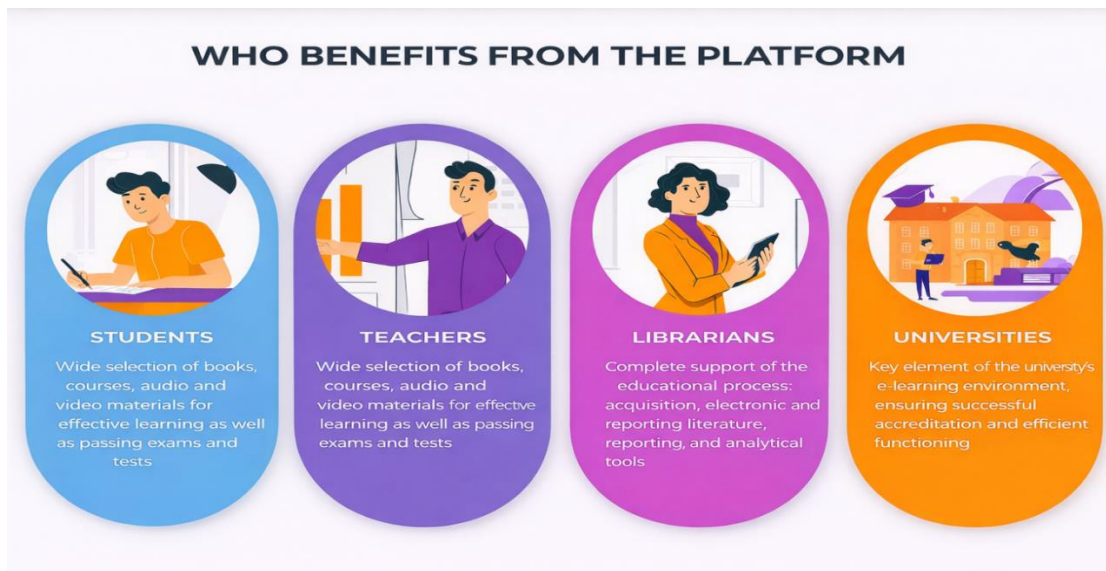 WHO BENEFITS FROM THE PLATFORM
STUDENTS
Wide selection of books,
courses, audio and
video materials for
effective learning as well
as passing exams and
tests
TEACHERS
Wide selection of books,
courses, audio and
video materials for effective
learning as well as passing
exams and tests
LIBRARIANS
Complete support of the
educational process:
acquisition, electronic and
reporting literature,
reporting, and analytical
tools
UNIVERSITIES
Key element of the university's
e-learning environment,
ensuring successful
accreditation and efficient
functioning